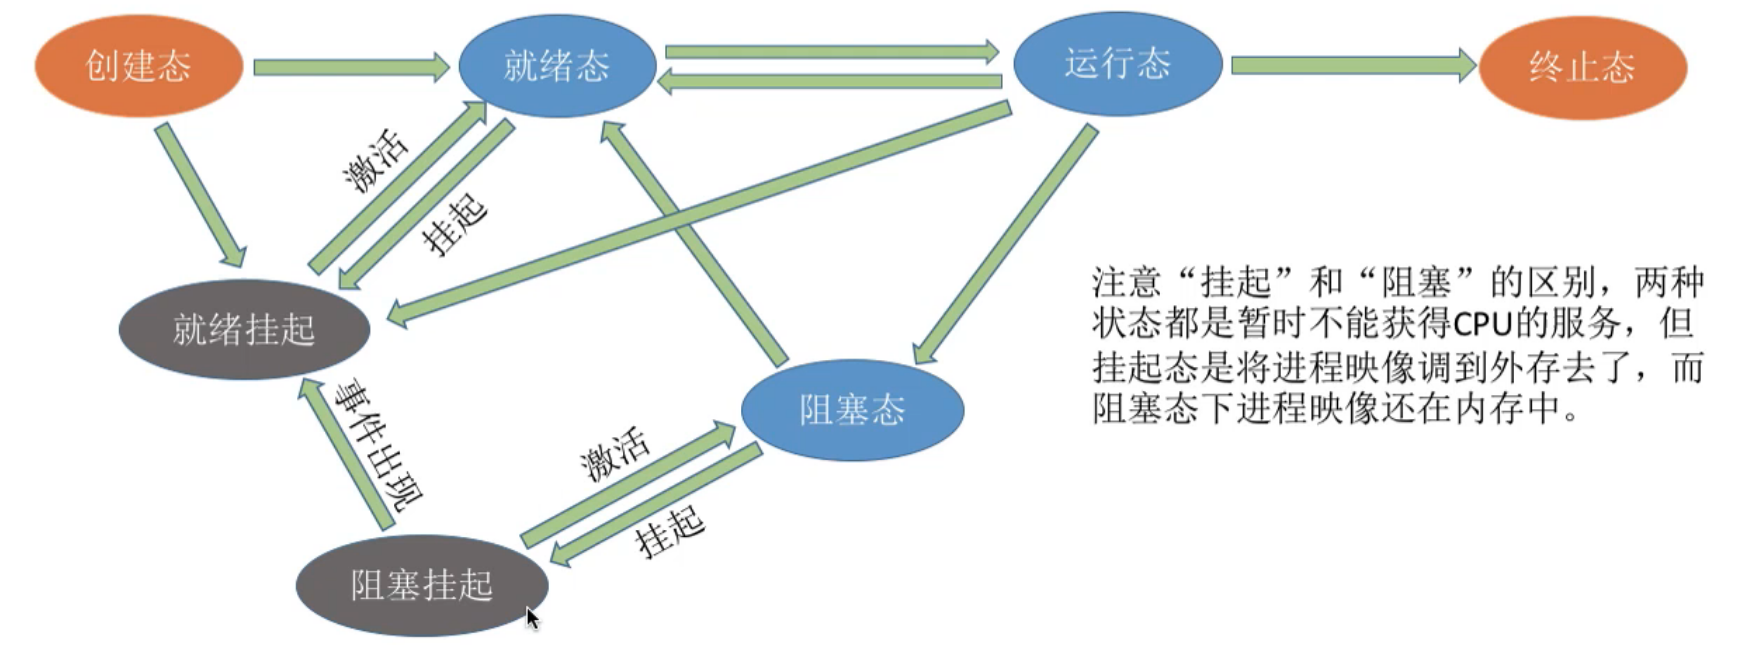 创建态
就绪态
运行态
终止态
激活
挂起
就绪挂起
注意“挂起”和“阻塞”的区别，两种
状态都是暂时不能获得CPU的服务，但
挂起态是将进程映像调到外存去了，而
阻塞态下进程映像还在内存中。
事件出现
阻塞态
激活
挂起
阻塞挂起